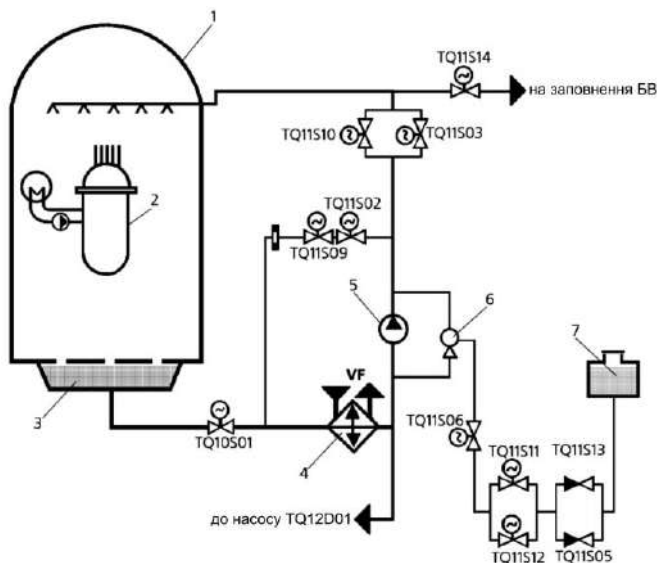 1
TQ11S14
на заповнення БВ
TQ11S10
TQ11S03
2
TQ11S02
TQ11S09
5
6
7
VF
3
TQ10S01
4
TQ11S06
TQ11S11
TQ11S13
до насосу TQ12D01
TQ11S12
TQ11S05